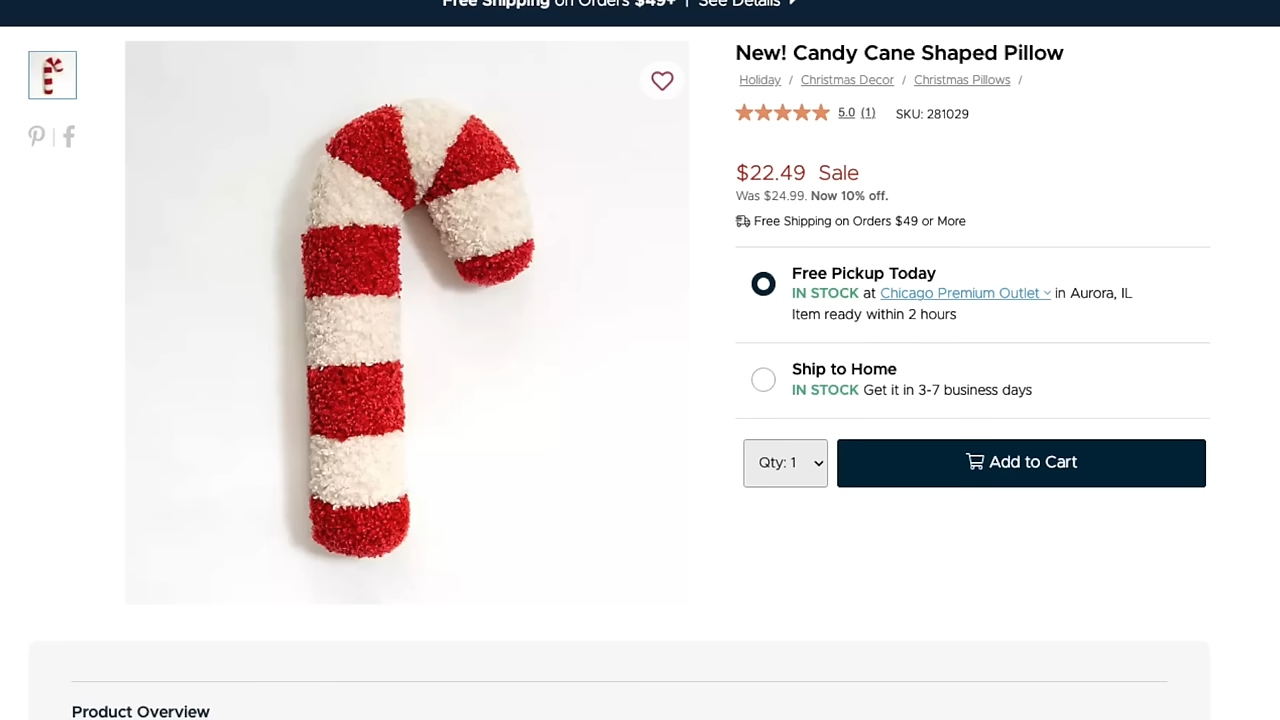 Free Shipping on Orders $49+ | See Details
New! Candy Cane Shaped Pillow
Holiday / Christmas Decor / Christmas Pillows /
5.0 (1) SKU: 281029
$22.49 Sale
Was $24.99. Now 10% off.
Free Shipping on Orders $49 or More
Free Pickup Today
IN STOCK at Chicago Premium Outlet in Aurora, IL
Item ready within 2 hours
Ship to Home
IN STOCK Get it in 3-7 business days
Qty: 1
Add to Cart
Product Overview